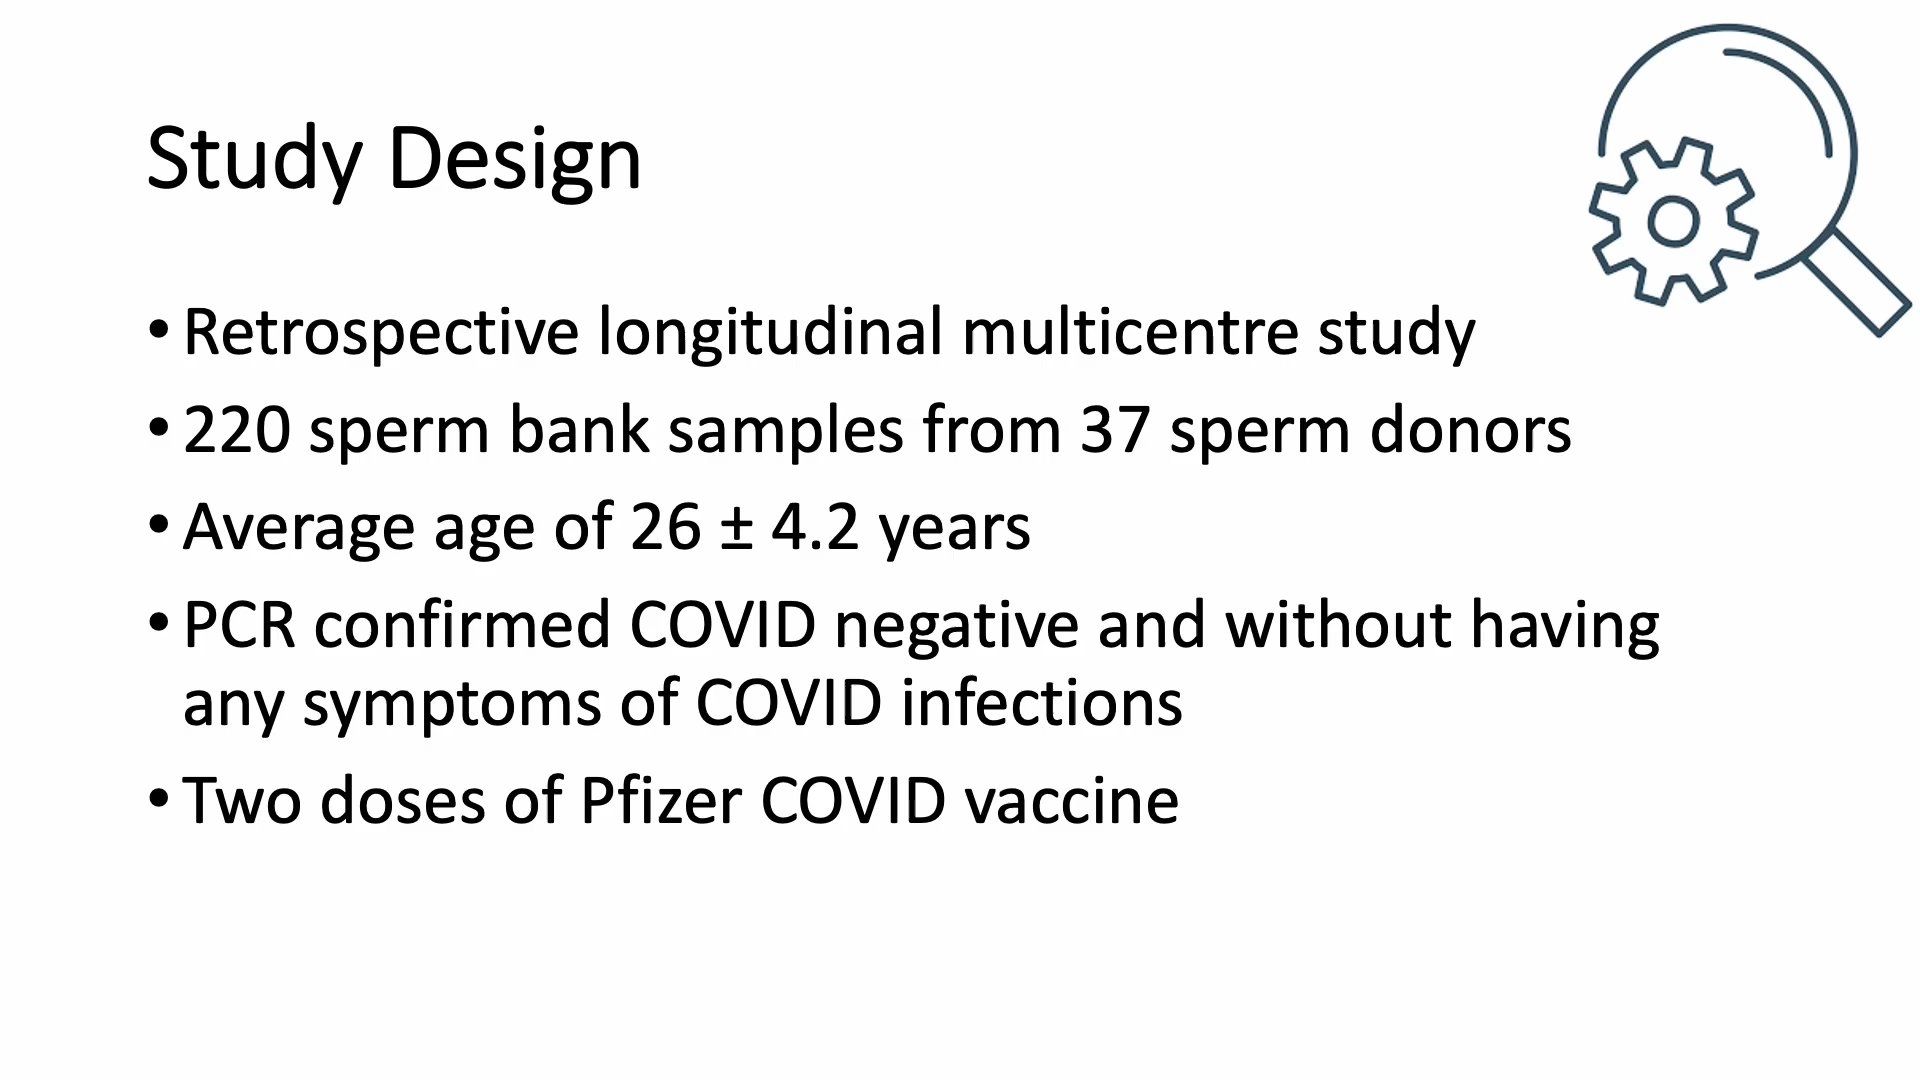 Study Design
• Retrospective longitudinal multicentre study
• 220 sperm bank samples from 37 sperm donors
• Average age of 26 ± 4.2 years
• PCR confirmed COVID negative and without having
any symptoms of COVID infections
• Two doses of Pfizer COVID vaccine